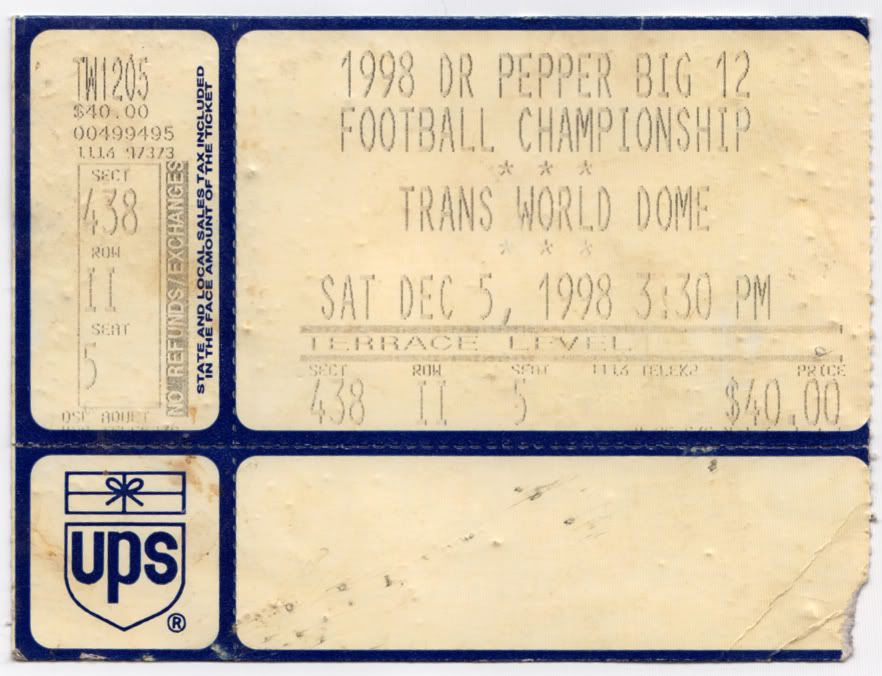 TW1205
$40.00
00499495
1116 97373
SECT
438
ROW
II
SEAT
5
NO REFUNDS/EXCHANGES
STATE AND LOCAL SALES TAX INCLUDED
IN THE FACE AMOUNT OF THE TICKET
1998 DR PEPPER BIG 12
FOOTBALL CHAMPIONSHIP
* * *
TRANS WORLD DOME
* * *
SAT DEC 5, 1998 3:30 PM
TERRACE LEVEL
SECT ROW SEAT 1116 TELEK2 PRICE
438 II 5 $40.00
ups
®